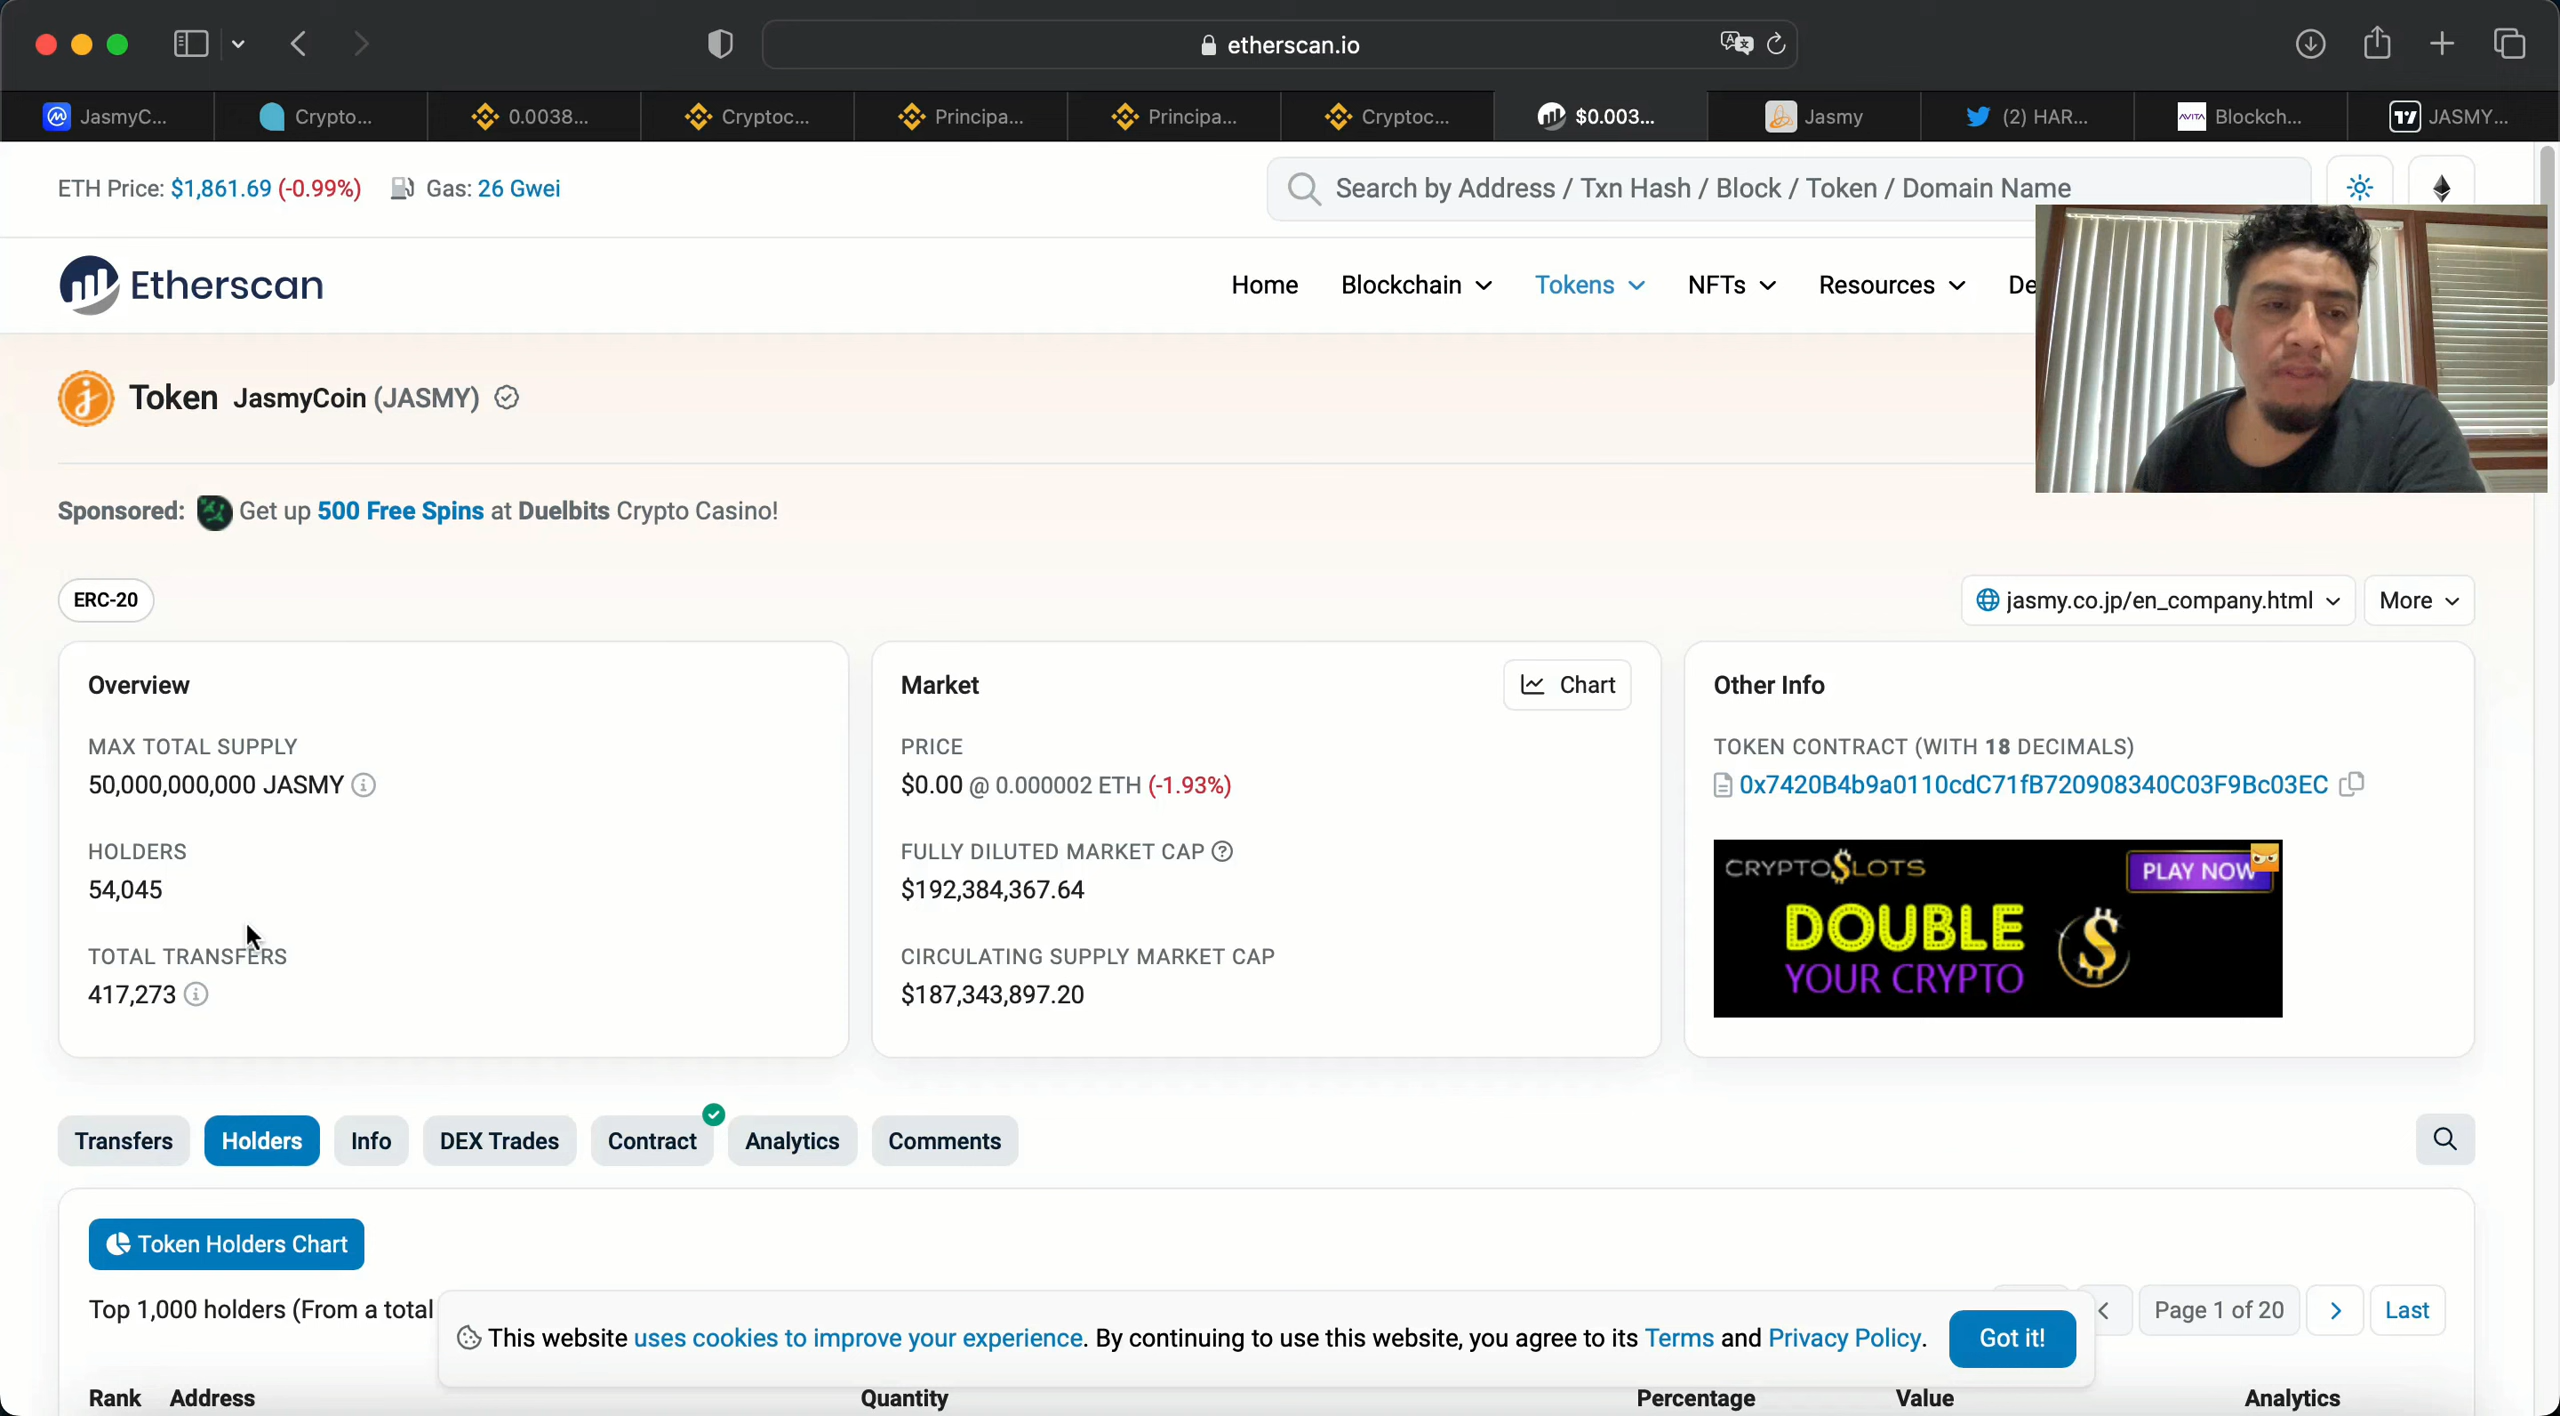 etherscan.io
JasmyC...
Crypto...
0.0038...
Cryptoc...
Principa...
Principa...
Cryptoc...
$0.003...
Jasmy
(2) HAR...
AVITA Blockch...
JASMY...
ETH Price: $1,861.69 (-0.99%) Gas: 26 Gwei
Search by Address / Txn Hash / Block / Token / Domain Name
Etherscan
Home Blockchain Tokens NFTs Resources De
Token JasmyCoin (JASMY)
Sponsored: Get up 500 Free Spins at Duelbits Crypto Casino!
ERC-20
jasmy.co.jp/en_company.html
More
Overview
MAX TOTAL SUPPLY
50,000,000,000 JASMY
HOLDERS
54,045
TOTAL TRANSFERS
417,273
Market
Chart
PRICE
$0.00 @ 0.000002 ETH (-1.93%)
FULLY DILUTED MARKET CAP
$192,384,367.64
CIRCULATING SUPPLY MARKET CAP
$187,343,897.20
Other Info
TOKEN CONTRACT (WITH 18 DECIMALS)
0x7420B4b9a0110cdC71fB720908340C03F9Bc03EC
CRYPTO$LOTS
PLAY NOW
DOUBLE
YOUR CRYPTO
Transfers Holders Info DEX Trades Contract Analytics Comments
Token Holders Chart
Top 1,000 holders (From a total
Page 1 of 20
Last
This website uses cookies to improve your experience. By continuing to use this website, you agree to its Terms and Privacy Policy.
Got it!
Rank Address Quantity Percentage Value Analytics